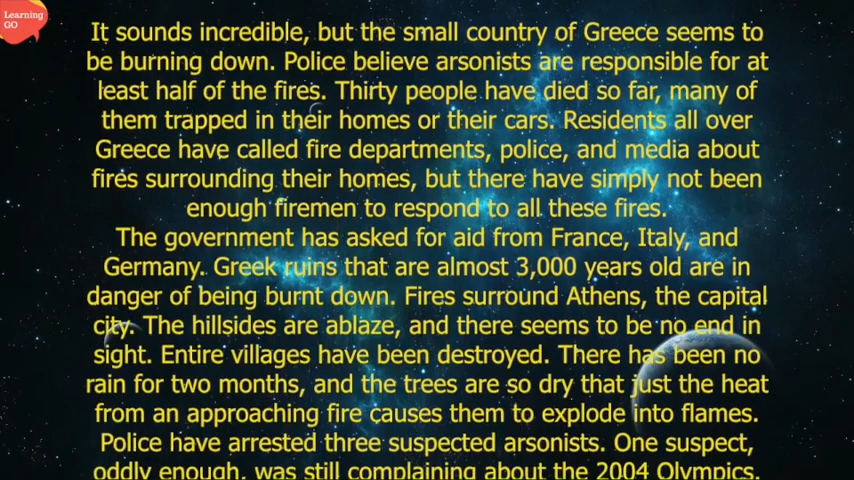 Learning
GO
It sounds incredible, but the small country of Greece seems to
be burning down. Police believe arsonists are responsible for at
least half of the fires. Thirty people have died so far, many of
them trapped in their homes or their cars. Residents all over
Greece have called fire departments, police, and media about
fires surrounding their homes, but there have simply not been
enough firemen to respond to all these fires.
The government has asked for aid from France, Italy, and
Germany. Greek ruins that are almost 3,000 years old are in
danger of being burnt down. Fires surround Athens, the capital
city. The hillsides are ablaze, and there seems to be no end in
sight. Entire villages have been destroyed. There has been no
rain for two months, and the trees are so dry that just the heat
from an approaching fire causes them to explode into flames.
Police have arrested three suspected arsonists. One suspect,
oddly enough, was still complaining about the 2004 Olympics.